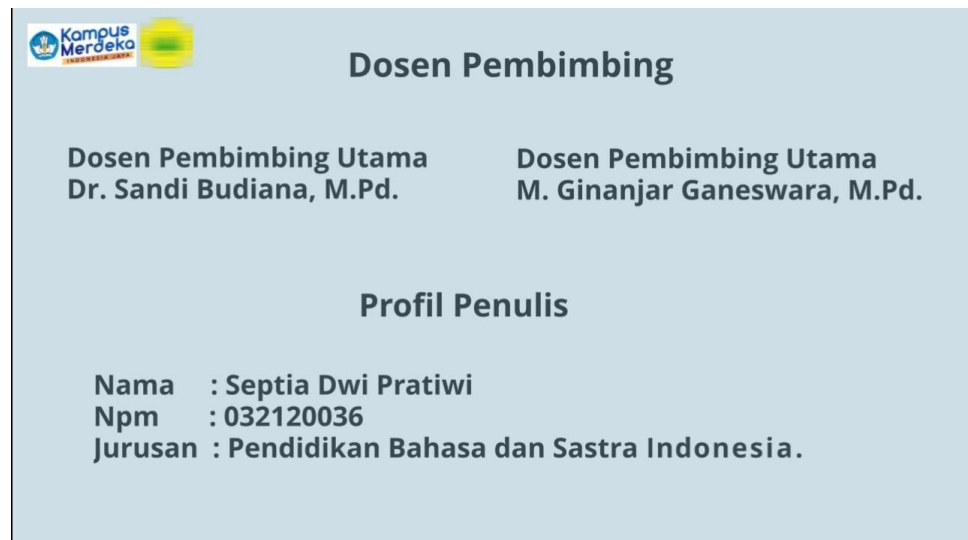 Kampus
Merdeka
INDONESIA JAYA
Dosen Pembimbing
Dosen Pembimbing Utama
Dr. Sandi Budiana, M.Pd.
Dosen Pembimbing Utama
M. Ginanjar Ganeswara, M.Pd.
Profil Penulis
Nama : Septia Dwi Pratiwi
Npm : 032120036
Jurusan : Pendidikan Bahasa dan Sastra Indonesia.